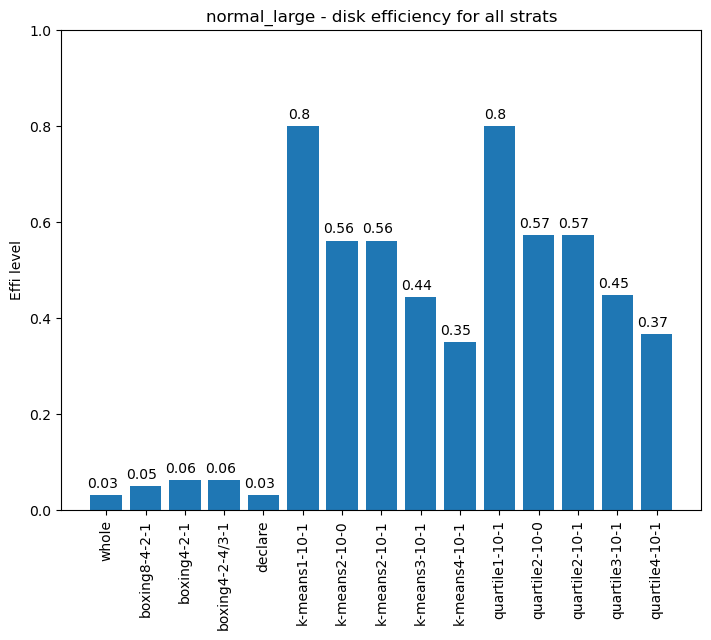 normal_large - disk efficiency for all strats
Effi level
1.0
0.8
0.6
0.4
0.2
0.0
0.03
0.05
0.06
0.06
0.03
0.8
0.56
0.56
0.44
0.35
0.8
0.57
0.57
0.45
0.37
whole
boxing8-4-2-1
boxing4-2-1
boxing4-2-4/3-1
declare
k-means1-10-1
k-means2-10-0
k-means2-10-1
k-means3-10-1
k-means4-10-1
quartile1-10-1
quartile2-10-0
quartile2-10-1
quartile3-10-1
quartile4-10-1